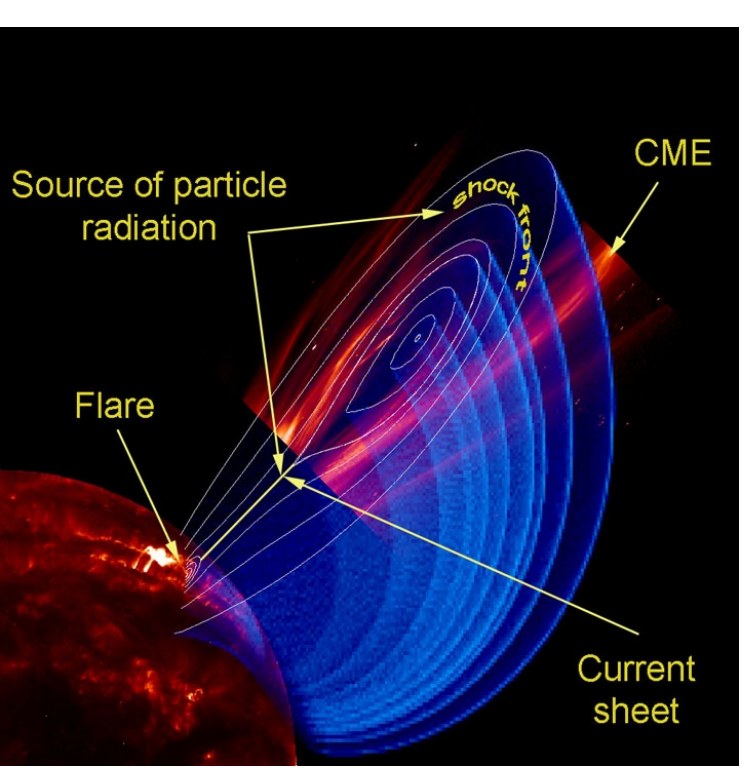 CME
Source of particle
radiation
shock front
Flare
Current
sheet